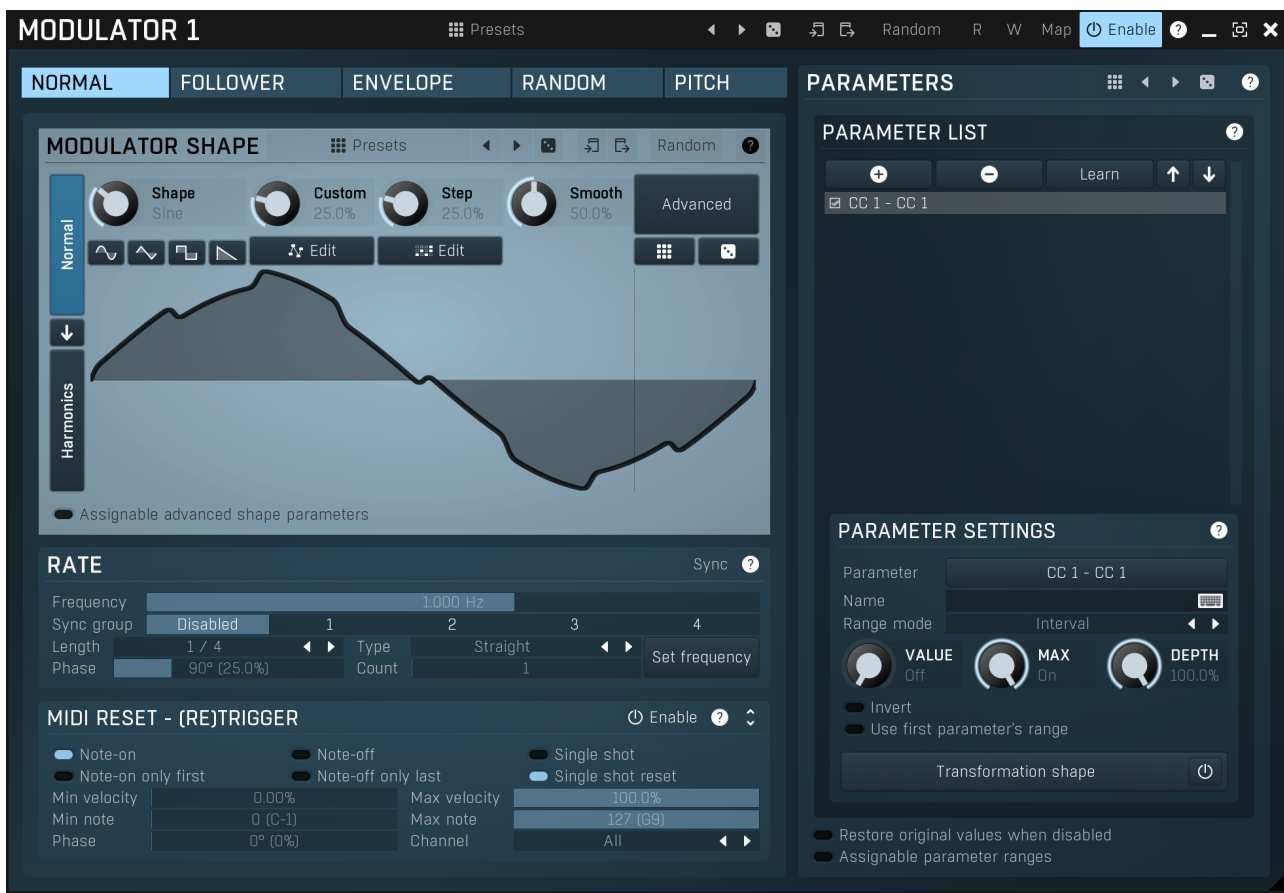 MODULATOR 1 Presets Random R W Map Enable ?
NORMAL FOLLOWER ENVELOPE RANDOM PITCH
MODULATOR SHAPE Presets Random ?
Normal
Harmonics
Shape Sine
Custom 25.0%
Step 25.0%
Smooth 50.0%
Advanced
Edit Edit
Assignable advanced shape parameters
RATE Sync ?
Frequency 1.000 Hz
Sync group Disabled 1 2 3 4
Length 1 / 4 Type Straight
Phase 90° (25.0%) Count 1
Set frequency
MIDI RESET - (RE)TRIGGER Enable ?
Note-on Note-off Single shot
Note-on only first Note-off only last Single shot reset
Min velocity 0.00% Max velocity 100.0%
Min note 0 (C-1) Max note 127 (G9)
Phase 0° (0%) Channel All
PARAMETERS ?
PARAMETER LIST ?
Learn
CC 1 - CC 1
PARAMETER SETTINGS ?
Parameter CC 1 - CC 1
Name
Range mode Interval
VALUE Off
MAX On
DEPTH 100.0%
Invert
Use first parameter's range
Transformation shape
Restore original values when disabled
Assignable parameter ranges